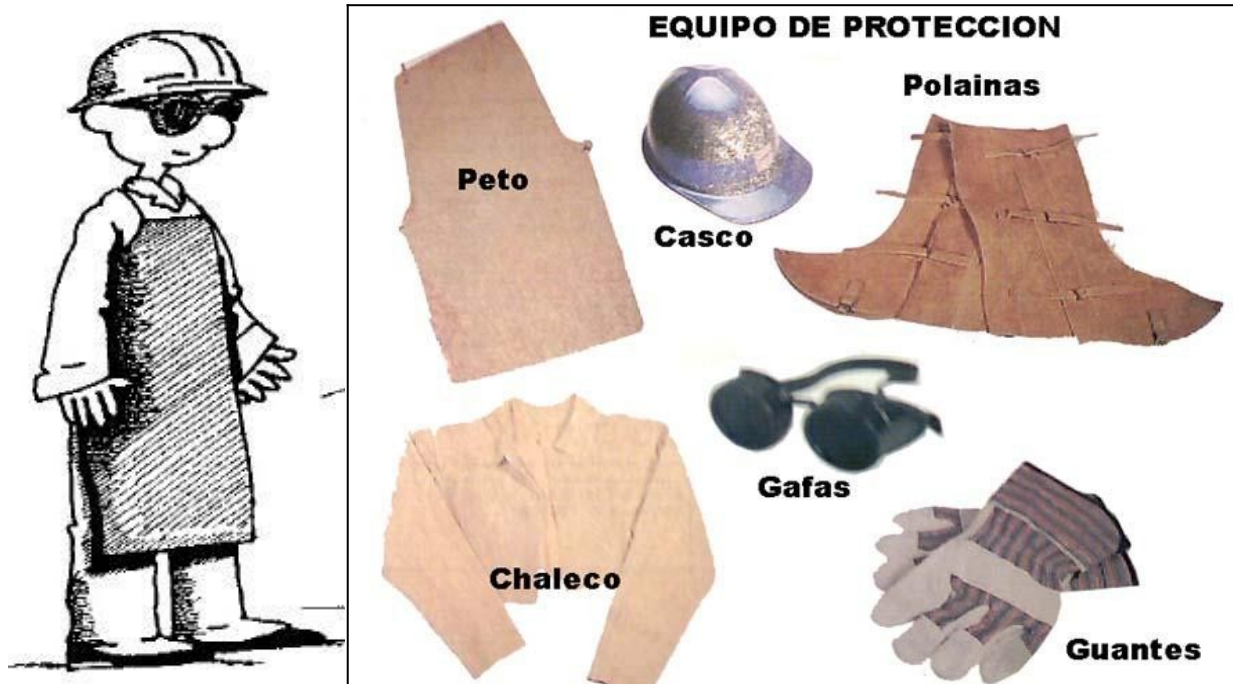 EQUIPO DE PROTECCION
Polainas
Peto
Casco
Gafas
Chaleco
Guantes